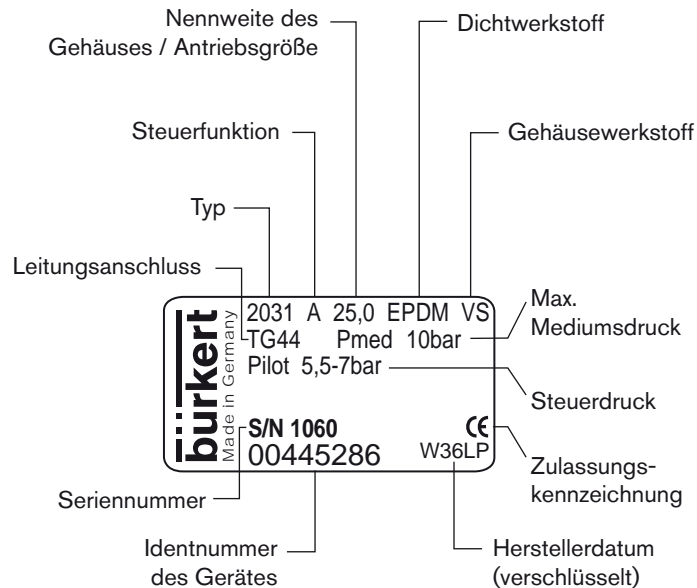 Nennweite des
Gehäuses / Antriebsgröße
Dichtwerkstoff
Steuerfunktion
Gehäusewerkstoff
Typ
Leitungsanschluss
2031 A 25,0 EPDM VS
TG44 Pmed 10bar
Pilot 5,5-7bar
S/N 1060
00445286
W36LP
CE
bürkert
Made in Germany
Max.
Mediumsdruck
Steuerdruck
Zulassungs-
kennzeichnung
Seriennummer
Identnummer
des Gerätes
Herstellerdatum
(verschlüsselt)